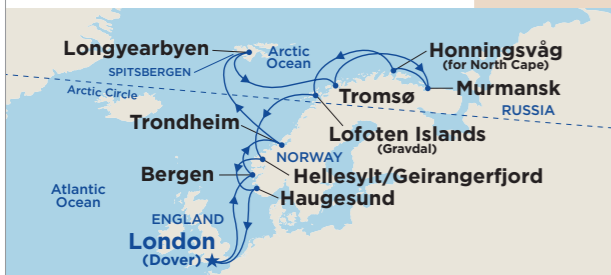 Longyearbyen
SPITSBERGEN
Arctic
Ocean
Honningsvåg
(for North Cape)
Arctic Circle
Tromsø
Murmansk
RUSSIA
Trondheim
Lofoten Islands
(Gravdal)
NORWAY
Bergen
Hellesylt/Geirangerfjord
Atlantic
Ocean
Haugesund
ENGLAND
London
(Dover)